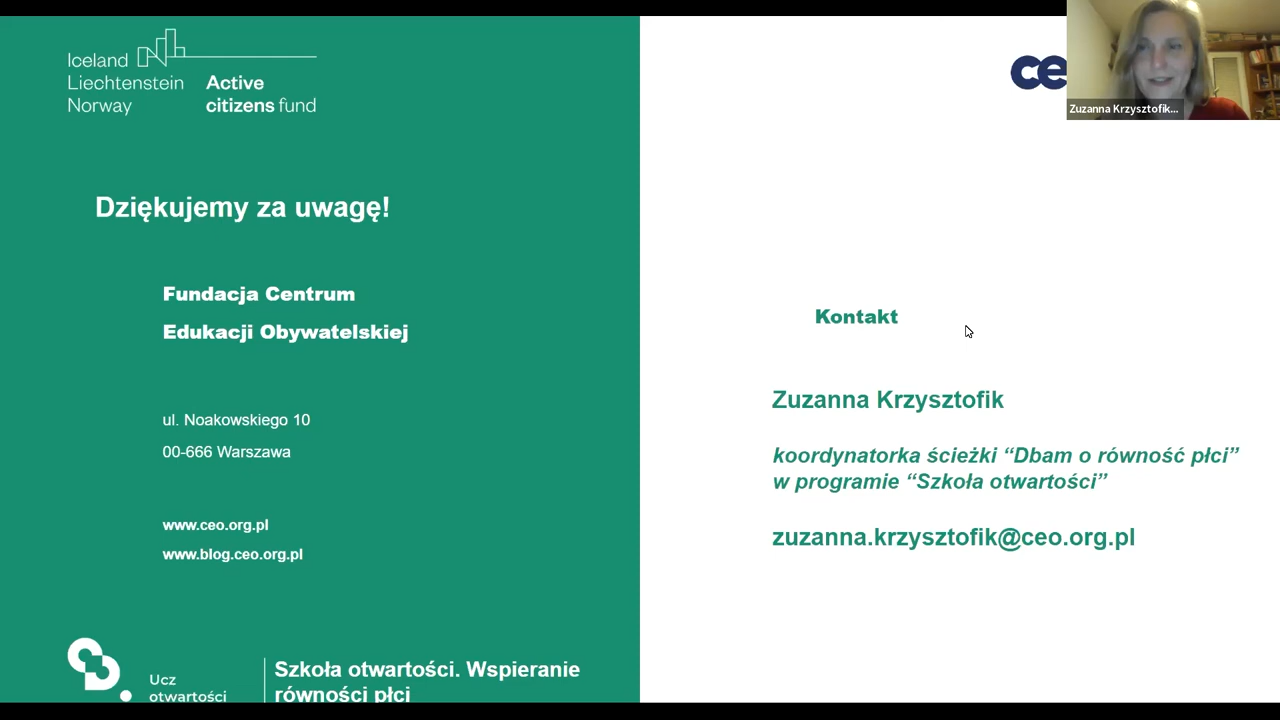 Iceland
Liechtenstein
Norway
Active
citizens fund
Dziękujemy za uwagę!
Fundacja Centrum
Edukacji Obywatelskiej
ul. Noakowskiego 10
00-666 Warszawa
www.ceo.org.pl
www.blog.ceo.org.pl
Ucz
otwartości
Szkoła otwartości. Wspieranie
równości płci
ce
Zuzanna Krzysztofik...
Kontakt
Zuzanna Krzysztofik
koordynatorka ścieżki “Dbam o równość płci”
w programie “Szkoła otwartości”
zuzanna.krzysztofik@ceo.org.pl